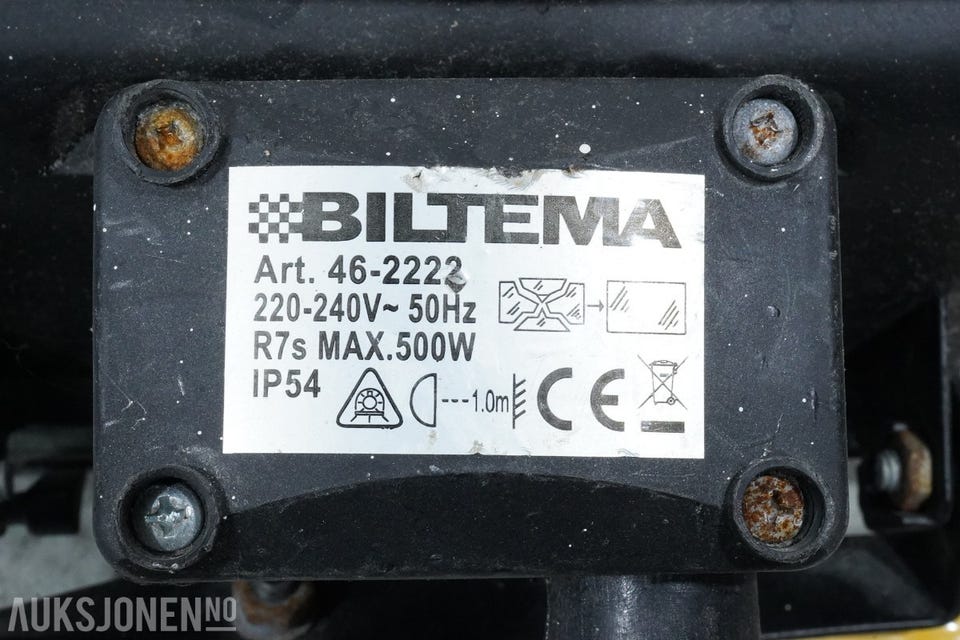 BILTEMA
Art. 46-2222
220-240V~ 50Hz
R7s MAX.500W
IP54
1.0m
CE
AUKSJONEN.NO